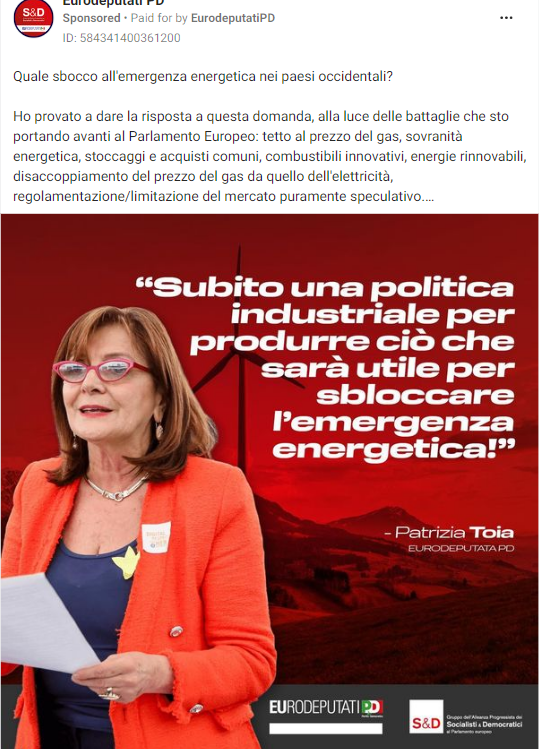 Eurodeputati PD
Sponsored • Paid for by EurodeputatiPD
ID: 584341400361200
Quale sbocco all'emergenza energetica nei paesi occidentali?
Ho provato a dare la risposta a questa domanda, alla luce delle battaglie che sto
portando avanti al Parlamento Europeo: tetto al prezzo del gas, sovranità
energetica, stoccaggi e acquisti comuni, combustibili innovativi, energie rinnovabili,
disaccoppiamento del prezzo del gas da quello dell'elettricità,
regolamentazione/limitazione del mercato puramente speculativo....
“Subito una politica
industriale per
produrre ciò che
sarà utile per
sbloccare
l’emergenza
energetica!”
- Patrizia Toia
EURODEPUTATA PD
EURODEPUTATI PD
S&D
Gruppo dell'Alleanza Progressista dei
Socialisti & Democratici
al Parlamento europeo
S&D